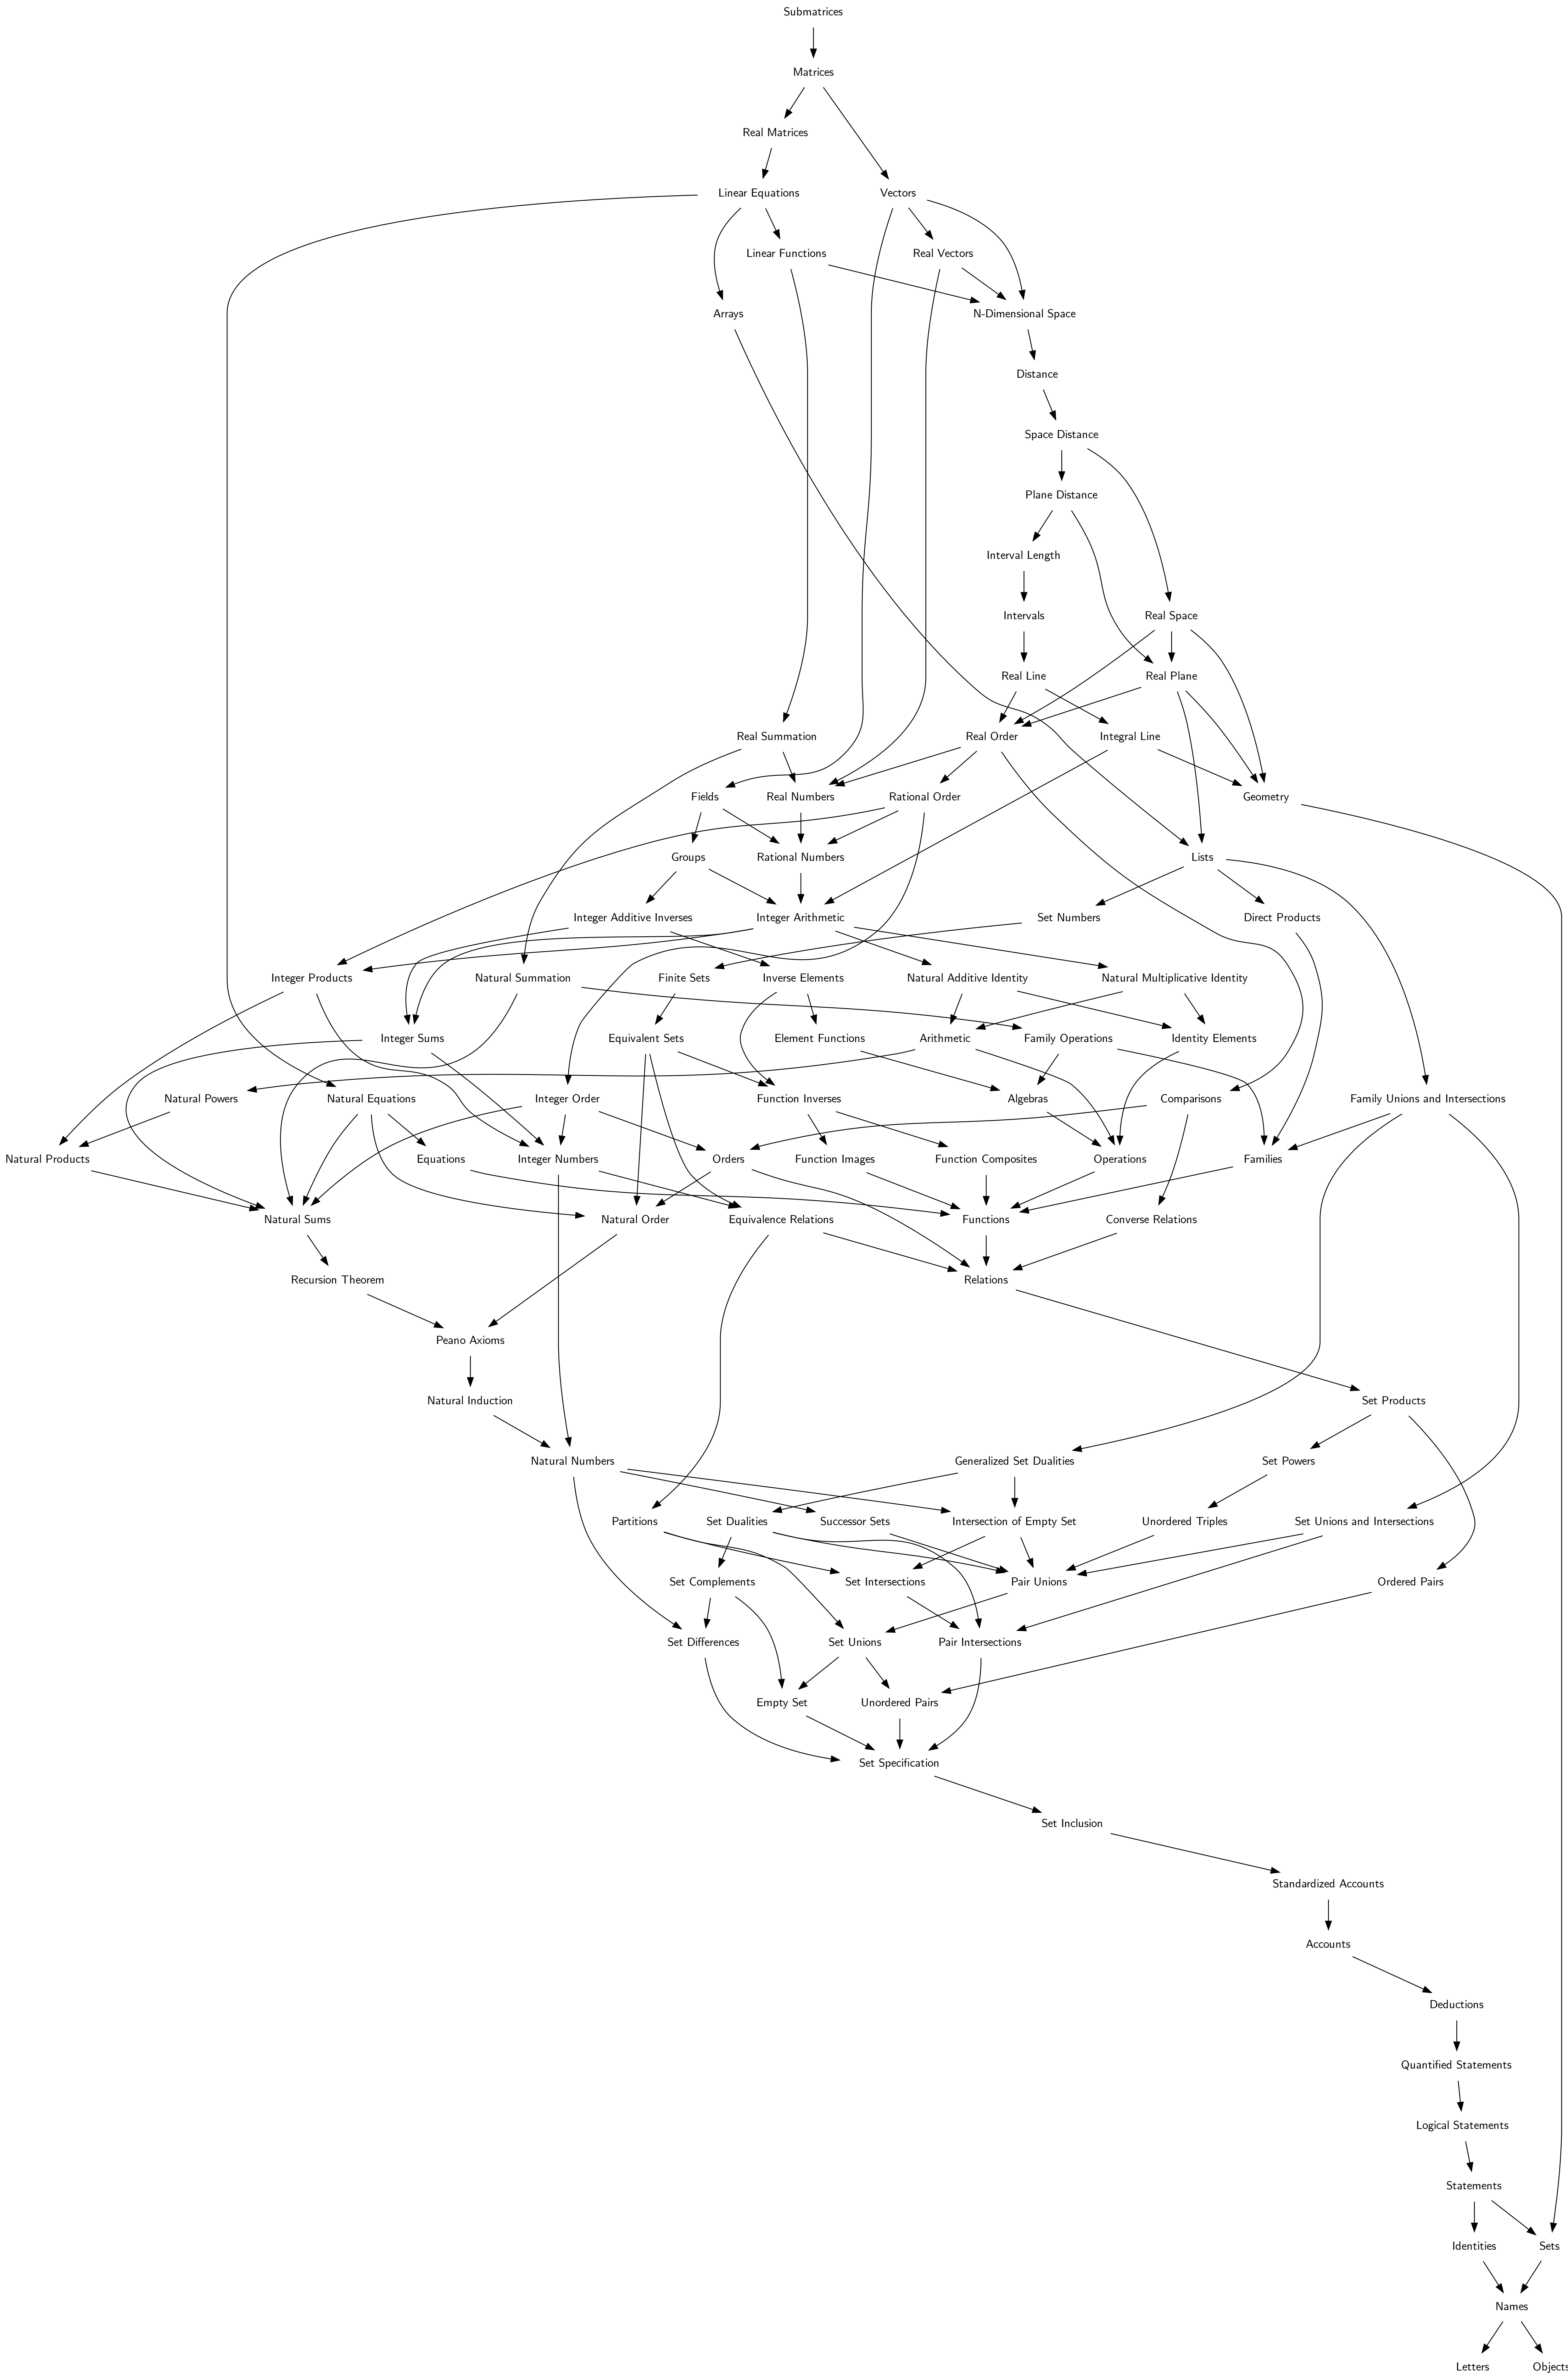 Submatrices
Matrices
Real Matrices
Linear Equations
Vectors
Linear Functions
Real Vectors
Arrays
N-Dimensional Space
Distance
Space Distance
Plane Distance
Interval Length
Intervals
Real Space
Real Line
Real Plane
Real Summation
Real Order
Integral Line
Fields
Real Numbers
Rational Order
Geometry
Groups
Rational Numbers
Lists
Integer Additive Inverses
Integer Arithmetic
Set Numbers
Direct Products
Integer Products
Natural Summation
Finite Sets
Inverse Elements
Natural Additive Identity
Natural Multiplicative Identity
Integer Sums
Equivalent Sets
Element Functions
Arithmetic
Family Operations
Identity Elements
Natural Powers
Natural Equations
Integer Order
Function Inverses
Algebras
Comparisons
Family Unions and Intersections
Natural Products
Equations
Integer Numbers
Orders
Function Images
Function Composites
Operations
Families
Natural Sums
Natural Order
Equivalence Relations
Functions
Converse Relations
Recursion Theorem
Relations
Peano Axioms
Natural Induction
Set Products
Natural Numbers
Generalized Set Dualities
Set Powers
Partitions
Set Dualities
Successor Sets
Intersection of Empty Set
Unordered Triples
Set Unions and Intersections
Set Complements
Set Intersections
Pair Unions
Ordered Pairs
Set Differences
Set Unions
Pair Intersections
Empty Set
Unordered Pairs
Set Specification
Set Inclusion
Standardized Accounts
Accounts
Deductions
Quantified Statements
Logical Statements
Statements
Identities
Sets
Names
Letters
Objects